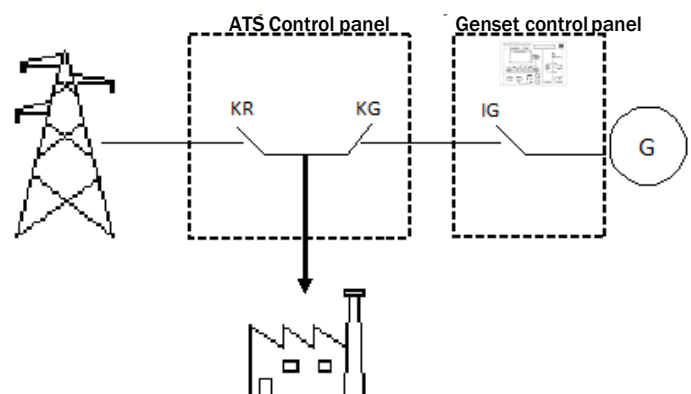 ATS Control panel
Genset control panel
KR
KG
IG
G